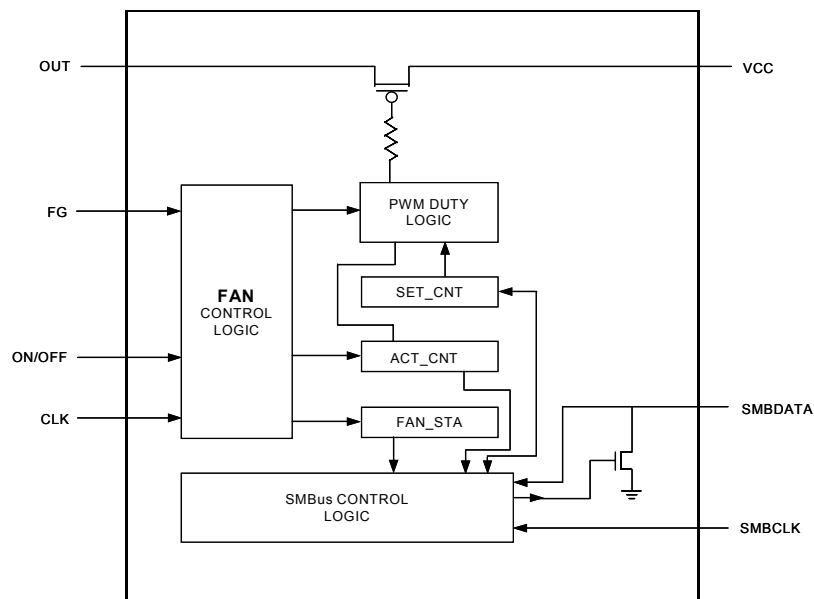 OUT
VCC
FG
PWM DUTY
LOGIC
SET_CNT
FAN
CONTROL
LOGIC
ON/OFF
ACT_CNT
CLK
FAN_STA
SMBDATA
SMBus CONTROL
LOGIC
SMBCLK